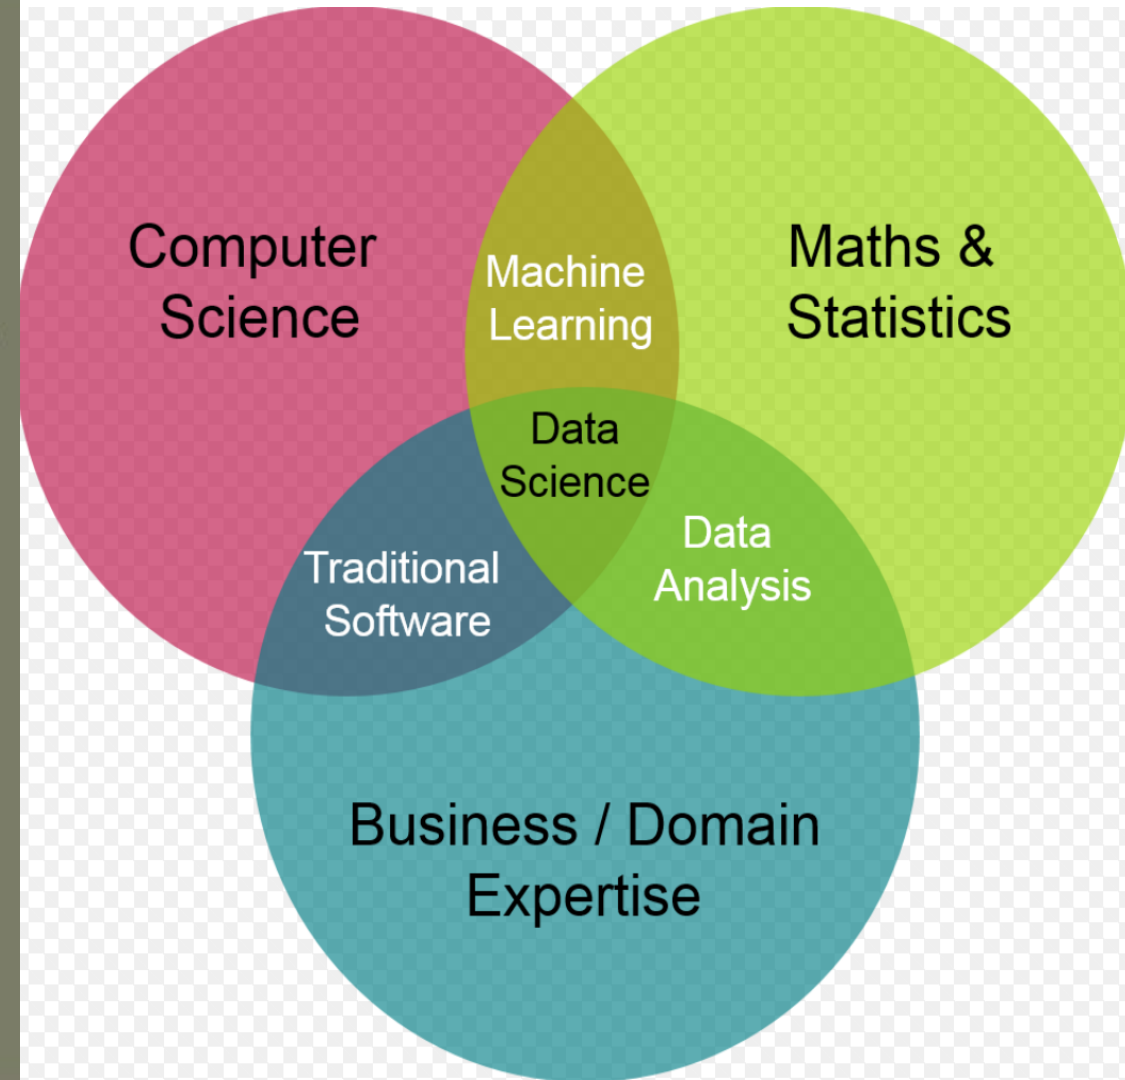 Computer
Science
Maths &
Statistics
Machine
Learning
Data
Science
Traditional
Software
Data
Analysis
Business / Domain
Expertise